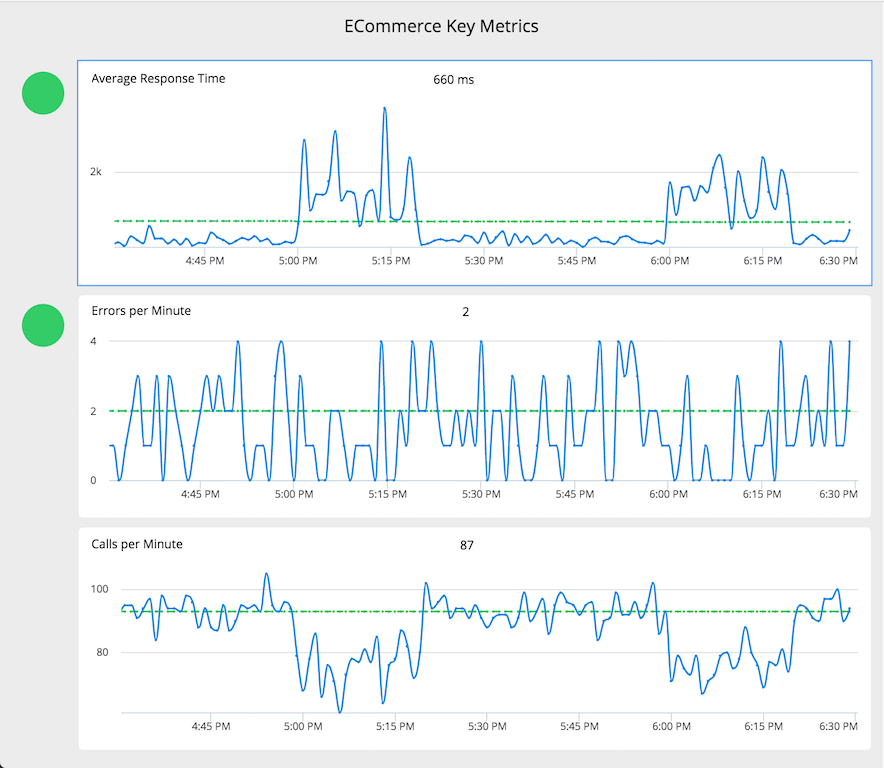 ECommerce Key Metrics
Average Response Time 660 ms
2k
4:45 PM 5:00 PM 5:15 PM 5:30 PM 5:45 PM 6:00 PM 6:15 PM 6:30 PM
Errors per Minute 2
4
2
0
4:45 PM 5:00 PM 5:15 PM 5:30 PM 5:45 PM 6:00 PM 6:15 PM 6:30 PM
Calls per Minute 87
100
80
4:45 PM 5:00 PM 5:15 PM 5:30 PM 5:45 PM 6:00 PM 6:15 PM 6:30 PM